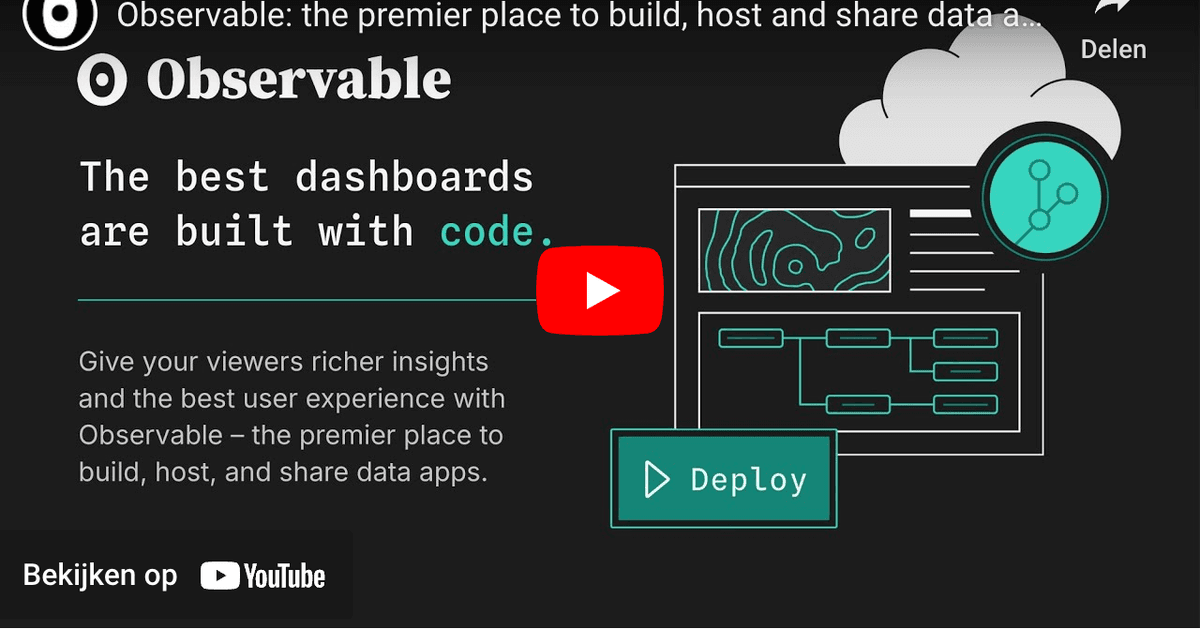 Observable: the premier place to build, host and share data a...
Delen
Observable
The best dashboards
are built with code.
Give your viewers richer insights
and the best user experience with
Observable – the premier place to
build, host, and share data apps.
Deploy
Bekijken op YouTube